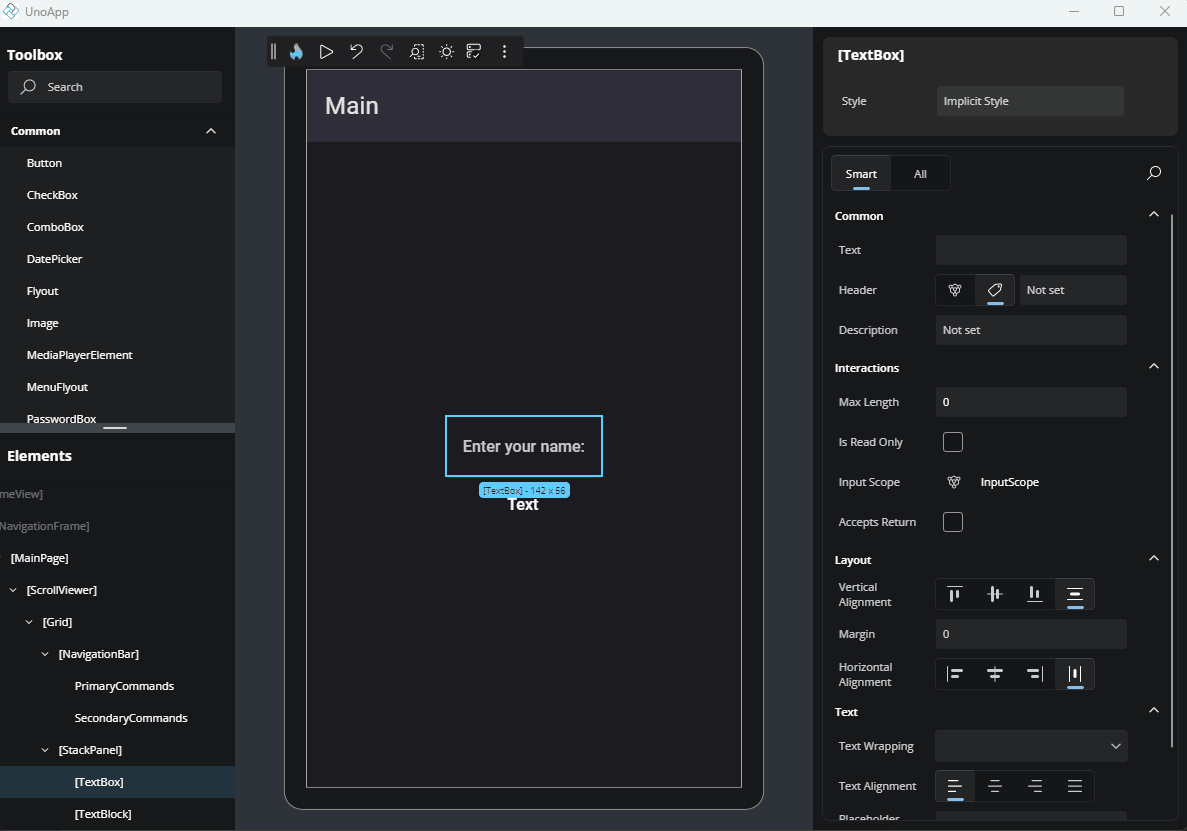 UnoApp
Toolbox
Search
Common
Button
CheckBox
ComboBox
DatePicker
Flyout
Image
MediaPlayerElement
MenuFlyout
PasswordBox
Elements
meView]
NavigationFrame]
[MainPage]
[ScrollViewer]
[Grid]
[NavigationBar]
PrimaryCommands
SecondaryCommands
[StackPanel]
[TextBox]
[TextBlock]
Main
Enter your name:
[TextBox] - 142 x 56
Text
[TextBox]
Style Implicit Style
Smart All
Common
Text
Header Not set
Description Not set
Interactions
Max Length 0
Is Read Only
Input Scope InputScope
Accepts Return
Layout
Vertical
Alignment
Margin 0
Horizontal
Alignment
Text
Text Wrapping
Text Alignment
Placeholder